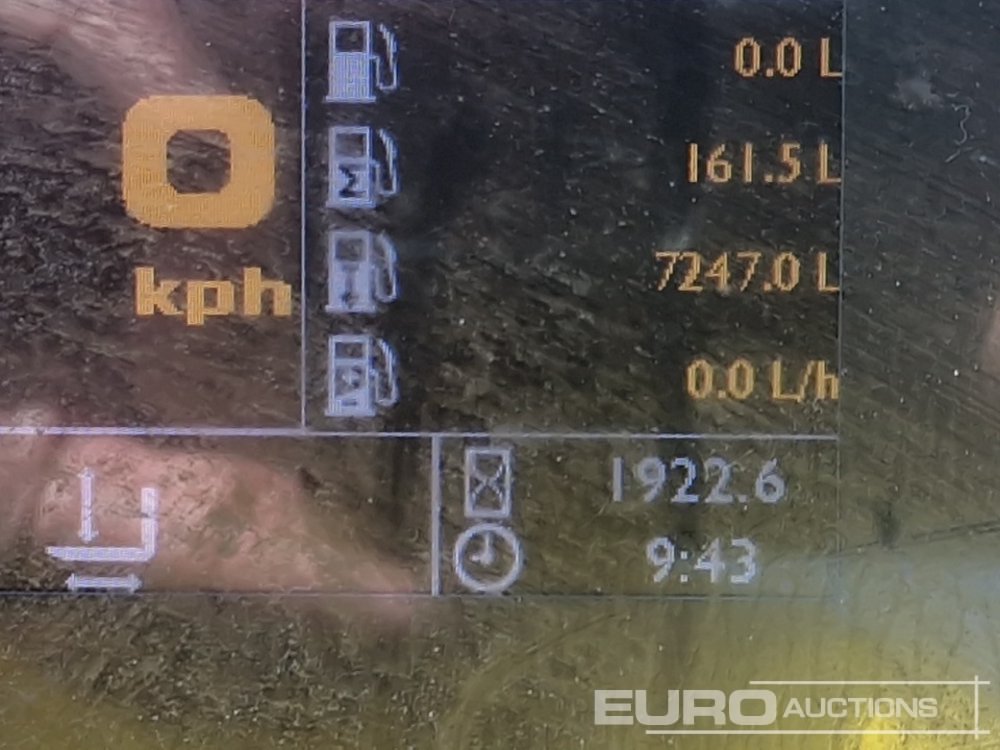 0
kph
0.0 L
161.5 L
7247.0 L
0.0 L/h
1922.6
9:43
EURO AUCTIONS